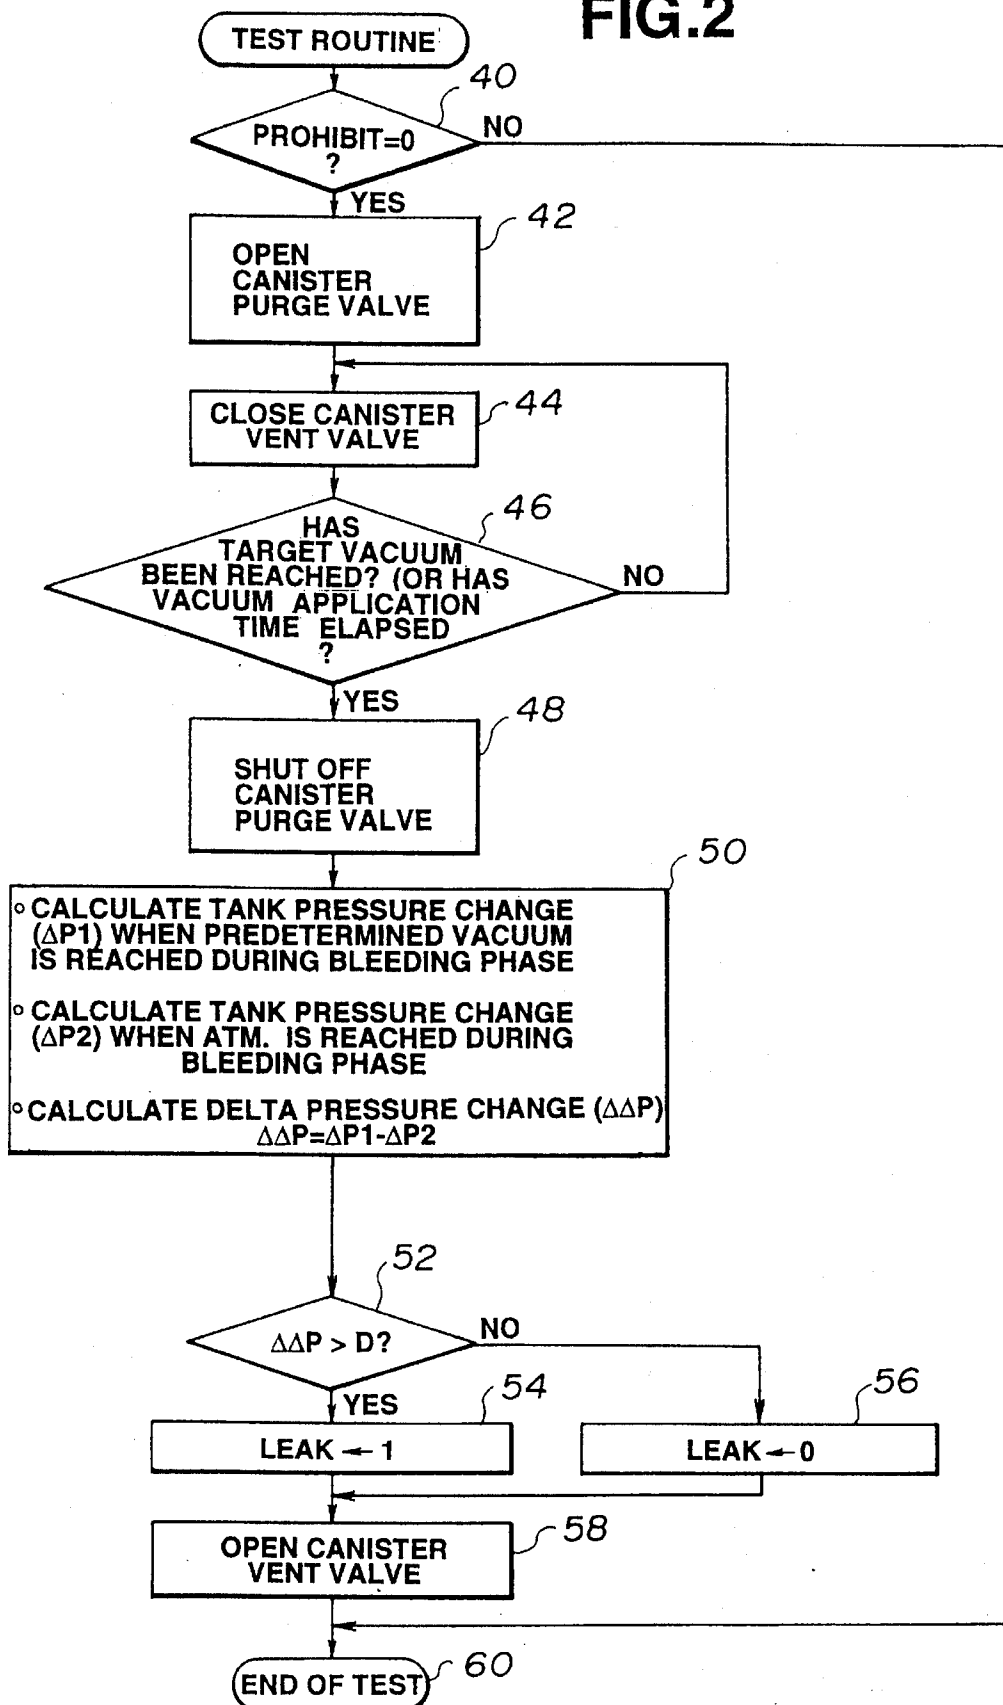 FIG.2
TEST ROUTINE
40
PROHIBIT=0
?
NO
YES
42
OPEN
CANISTER
PURGE VALVE
44
CLOSE CANISTER
VENT VALVE
46
HAS
TARGET VACUUM
BEEN REACHED? (OR HAS
VACUUM APPLICATION
TIME ELAPSED
?
NO
YES
48
SHUT OFF
CANISTER
PURGE VALVE
50
○ CALCULATE TANK PRESSURE CHANGE
(ΔP1) WHEN PREDETERMINED VACUUM
IS REACHED DURING BLEEDING PHASE
○ CALCULATE TANK PRESSURE CHANGE
(ΔP2) WHEN ATM. IS REACHED DURING
BLEEDING PHASE
○ CALCULATE DELTA PRESSURE CHANGE (ΔΔP)
ΔΔP=ΔP1-ΔP2
52
ΔΔP > D?
NO
YES
54
LEAK ← 1
56
LEAK ← 0
58
OPEN CANISTER
VENT VALVE
END OF TEST
60